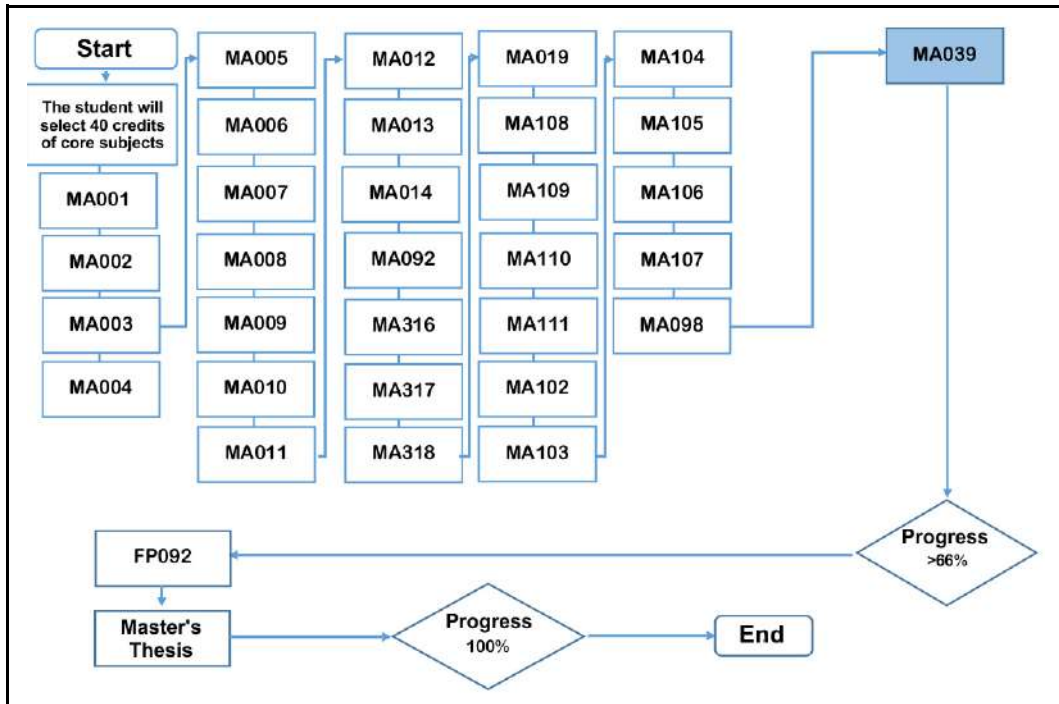 Start
The student will
select 40 credits
of core subjects
MA001
MA002
MA003
MA004
MA005
MA006
MA007
MA008
MA009
MA010
MA011
MA012
MA013
MA014
MA092
MA316
MA317
MA318
MA019
MA108
MA109
MA110
MA111
MA102
MA103
MA104
MA105
MA106
MA107
MA098
MA039
Progress
>66%
FP092
Master's
Thesis
Progress
100%
End